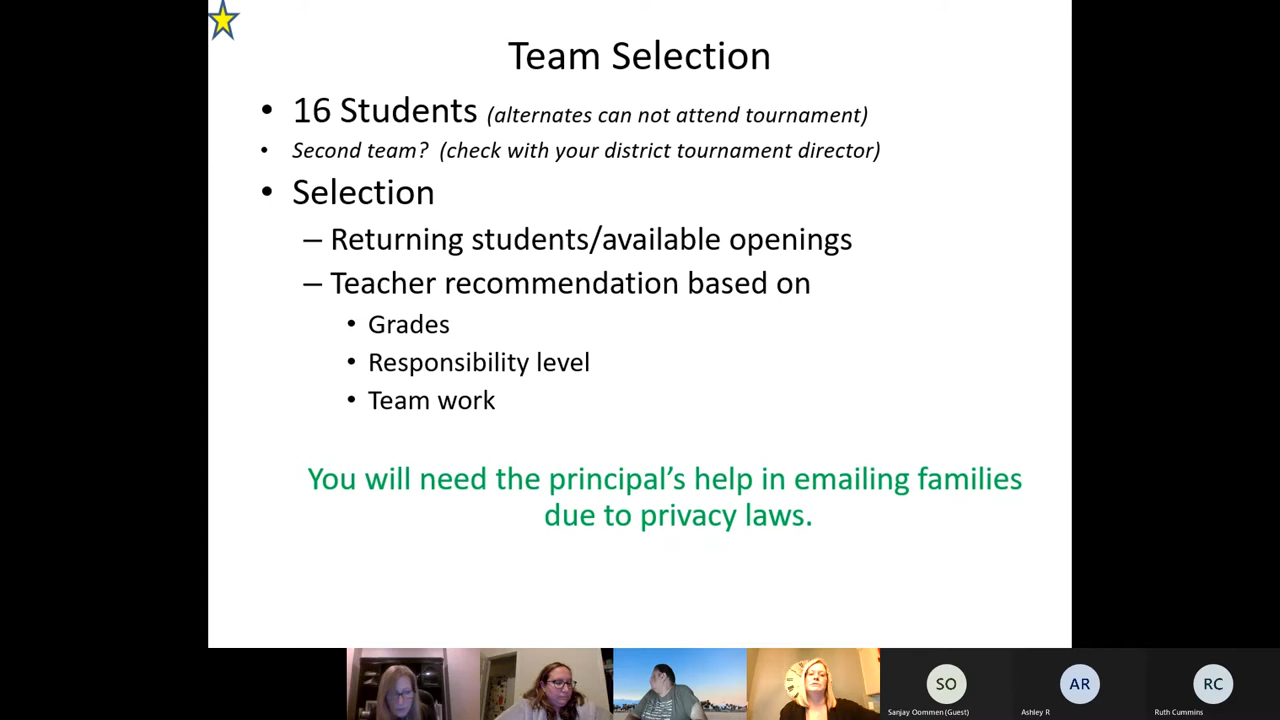 Team Selection
• 16 Students (alternates can not attend tournament)
• Second team? (check with your district tournament director)
• Selection
– Returning students/available openings
– Teacher recommendation based on
• Grades
• Responsibility level
• Team work
You will need the principal's help in emailing families
due to privacy laws.
SO
AR
RC
Sanjay Oommen (Guest)
Ashley R
Ruth Cummins